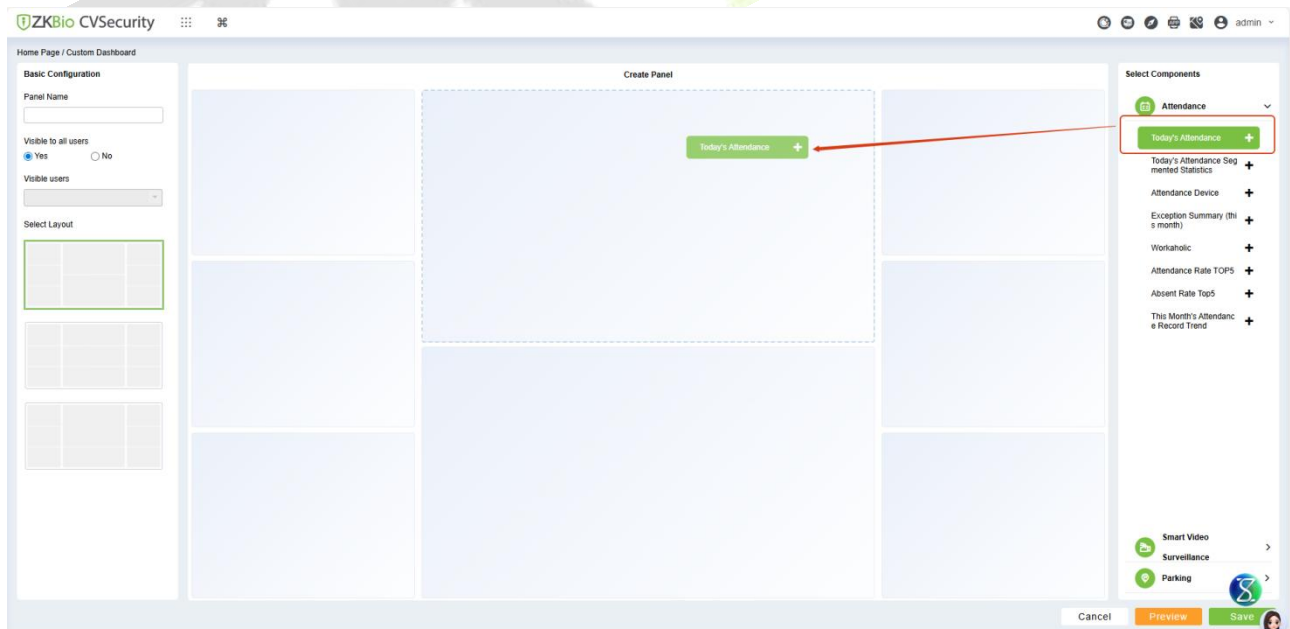 ZKBio CVSecurity
admin
Home Page / Custom Dashboard
Basic Configuration
Panel Name
Visible to all users
Yes
No
Visible users
Select Layout
Create Panel
Today's Attendance
Select Components
Attendance
Today's Attendance
Today's Attendance Seg
mented Statistics
Attendance Device
Exception Summary (thi
s month)
Workaholic
Attendance Rate TOP5
Absent Rate Top5
This Month's Attendanc
e Record Trend
Smart Video
Surveillance
Parking
Cancel
Preview
Save